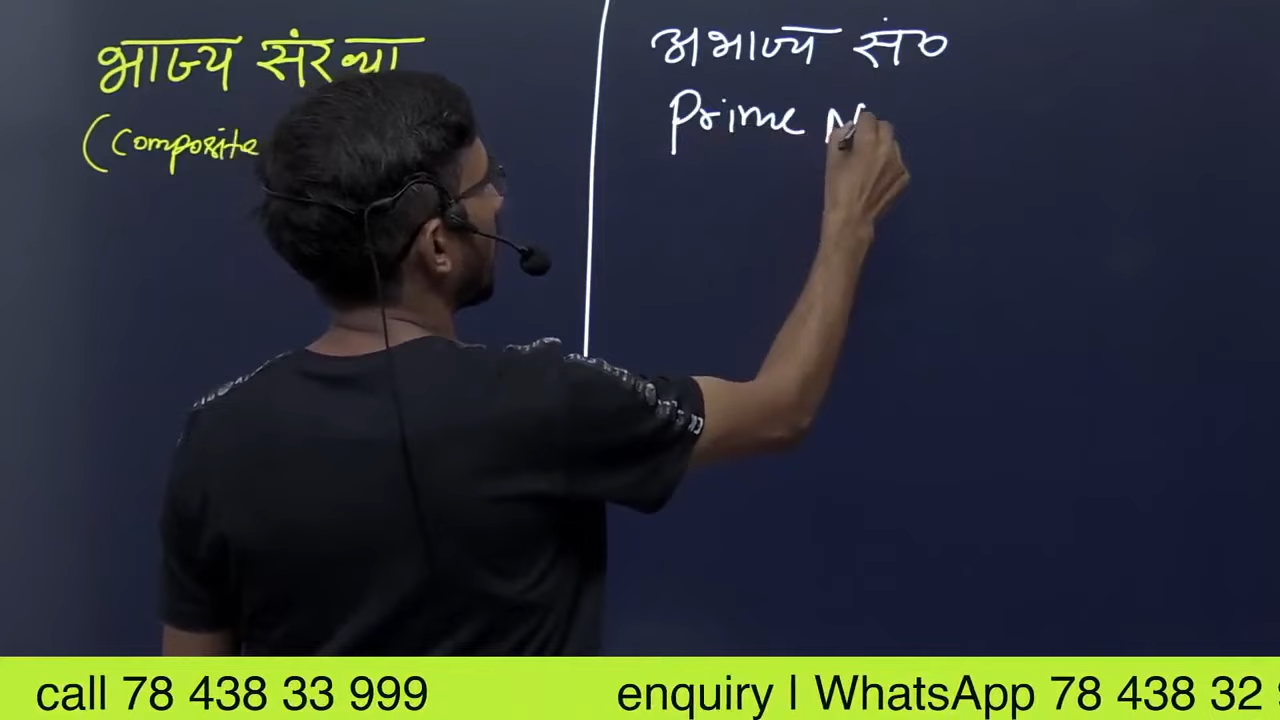 भाज्य संख्या
(Composite
अभाज्य सं०
Prime N
call 78 438 33 999
enquiry | WhatsApp 78 438 32